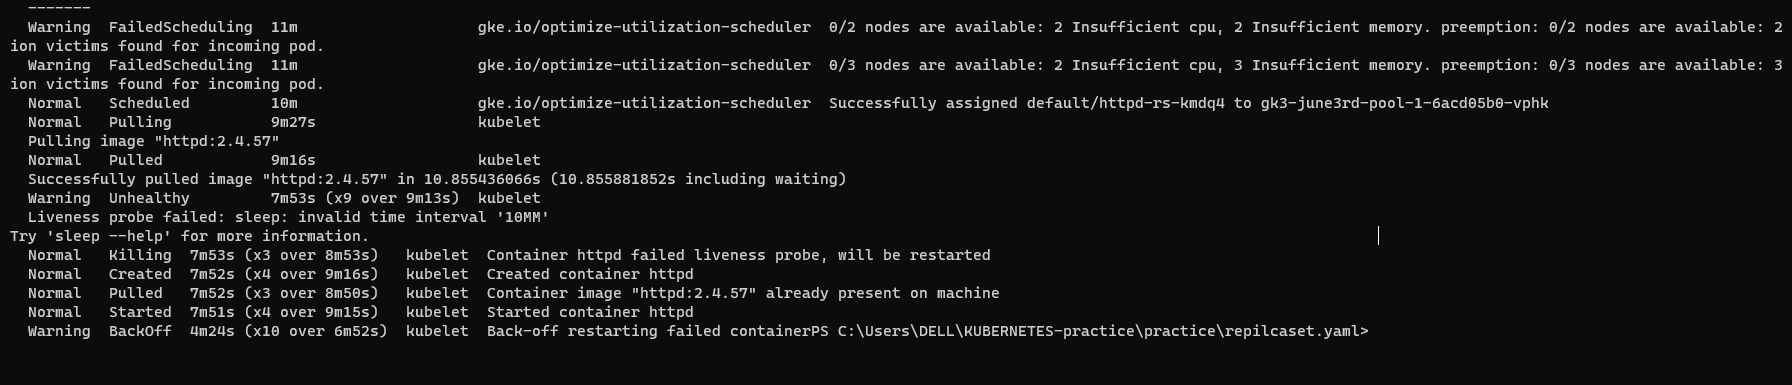 -------
Warning FailedScheduling 11m gke.io/optimize-utilization-scheduler 0/2 nodes are available: 2 Insufficient cpu, 2 Insufficient memory. preemption: 0/2 nodes are available: 2
ion victims found for incoming pod.
Warning FailedScheduling 11m gke.io/optimize-utilization-scheduler 0/3 nodes are available: 2 Insufficient cpu, 3 Insufficient memory. preemption: 0/3 nodes are available: 3
ion victims found for incoming pod.
Normal Scheduled 10m gke.io/optimize-utilization-scheduler Successfully assigned default/httpd-rs-kmdq4 to gk3-june3rd-pool-1-6acd05b0-vphk
Normal Pulling 9m27s kubelet
Pulling image "httpd:2.4.57"
Normal Pulled 9m16s kubelet
Successfully pulled image "httpd:2.4.57" in 10.855436066s (10.855881852s including waiting)
Warning Unhealthy 7m53s (x9 over 9m13s) kubelet
Liveness probe failed: sleep: invalid time interval '10MM'
Try 'sleep --help' for more information.
Normal Killing 7m53s (x3 over 8m53s) kubelet Container httpd failed liveness probe, will be restarted
Normal Created 7m52s (x4 over 9m16s) kubelet Created container httpd
Normal Pulled 7m52s (x3 over 8m50s) kubelet Container image "httpd:2.4.57" already present on machine
Normal Started 7m51s (x4 over 9m15s) kubelet Started container httpd
Warning BackOff 4m24s (x10 over 6m52s) kubelet Back-off restarting failed containerPS C:\Users\DELL\KUBERNETES-practice\practice\repilcaset.yaml>